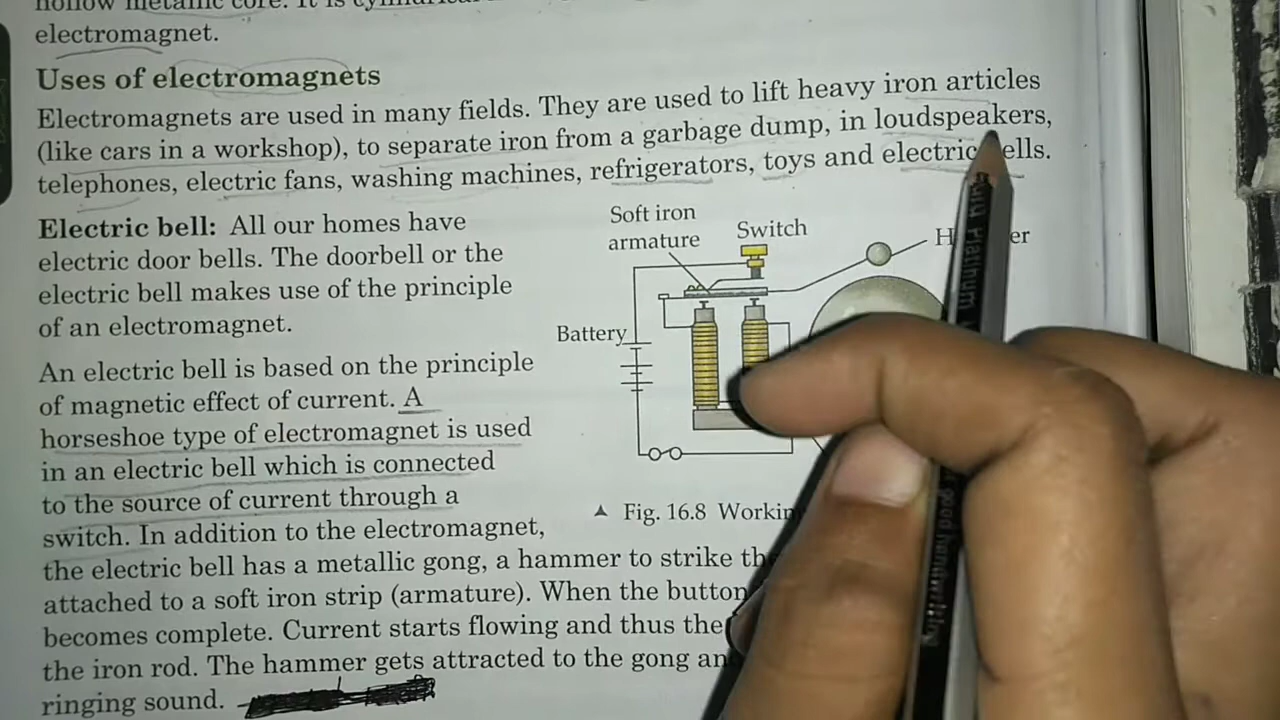 hollow metallic core. It is
electromagnet.
Uses of electromagnets
Electromagnets are used in many fields. They are used to lift heavy iron articles
(like cars in a workshop), to separate iron from a garbage dump, in loudspeakers,
telephones, electric fans, washing machines, refrigerators, toys and electric ells.
Electric bell: All our homes have
electric door bells. The doorbell or the
electric bell makes use of the principle
of an electromagnet.
An electric bell is based on the principle
of magnetic effect of current. A
horseshoe type of electromagnet is used
in an electric bell which is connected
to the source of current through a
switch. In addition to the electromagnet,
the electric bell has a metallic gong, a hammer to strike
attached to a soft iron strip (armature). When the button
becomes complete. Current starts flowing and thus the
the iron rod. The hammer gets attracted to the gong
ringing sound.
Soft iron
armature
Switch
Battery
▲ Fig. 16.8
Platinum